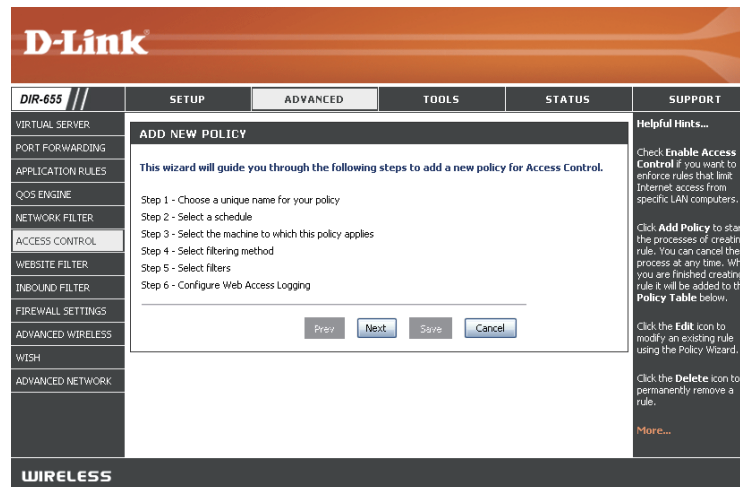 D-Link
DIR-655
SETUP
ADVANCED
TOOLS
STATUS
SUPPORT
VIRTUAL SERVER
PORT FORWARDING
APPLICATION RULES
QOS ENGINE
NETWORK FILTER
ACCESS CONTROL
WEBSITE FILTER
INBOUND FILTER
FIREWALL SETTINGS
ADVANCED WIRELESS
WISH
ADVANCED NETWORK
ADD NEW POLICY
This wizard will guide you through the following steps to add a new policy for Access Control.
Step 1 - Choose a unique name for your policy
Step 2 - Select a schedule
Step 3 - Select the machine to which this policy applies
Step 4 - Select filtering method
Step 5 - Select filters
Step 6 - Configure Web Access Logging
Prev
Next
Save
Cancel
Helpful Hints...
Check Enable Access
Control if you want to
enforce rules that limit
Internet access from
specific LAN computers.
Click Add Policy to star
the processes of creatin
rule. You can cancel the
process at any time. Wh
you are finished creating
rule it will be added to th
Policy Table below.
Click the Edit icon to
modify an existing rule
using the Policy Wizard.
Click the Delete icon to
permanently remove a
rule.
More...
WIRELESS